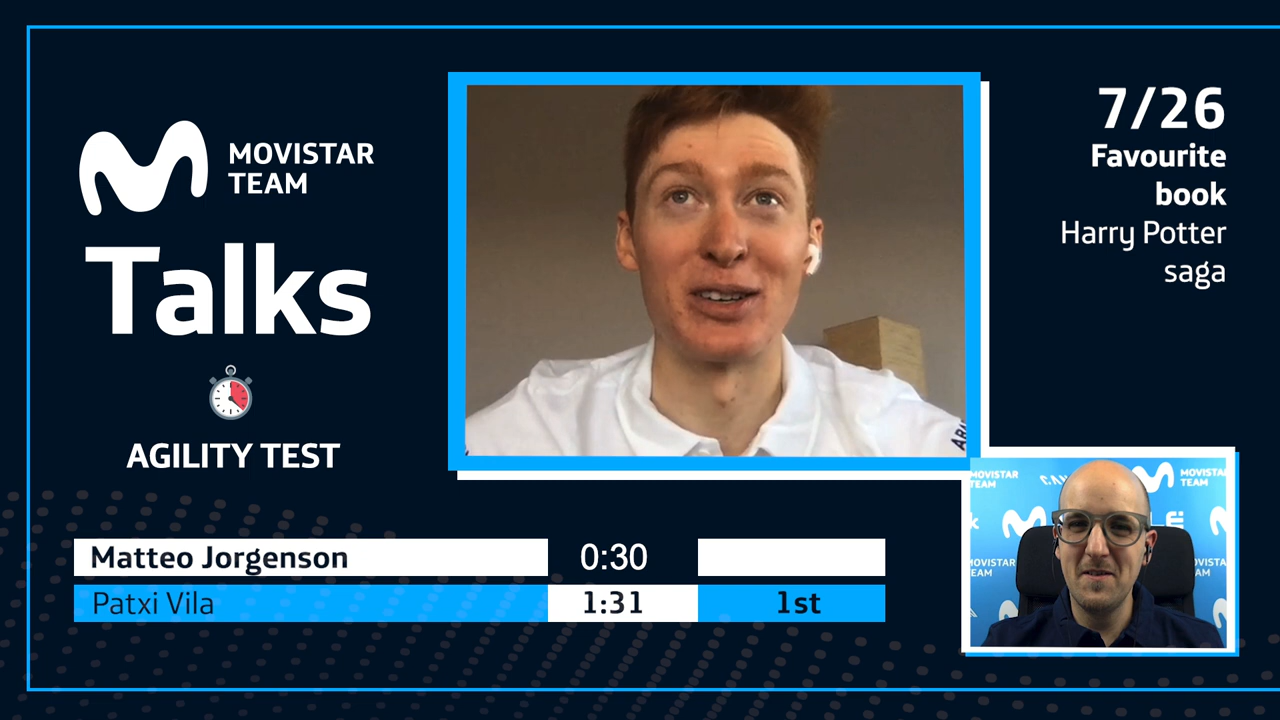 MOVISTAR
TEAM
Talks
AGILITY TEST
7/26
Favourite
book
Harry Potter
saga
Matteo Jorgenson
0:30
Patxi Vila
1:31
1st
MOVISTAR
TEAM
MOVISTAR
TEAM